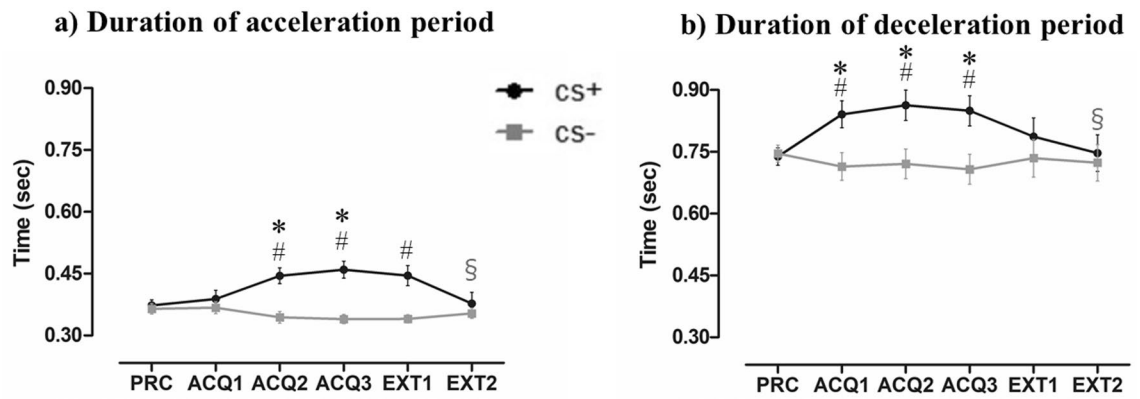 a) Duration of acceleration period
b) Duration of deceleration period
Time (sec)
0.90
0.75
0.60
0.45
0.30
* * 
# # #
§
PRC ACQ1 ACQ2 ACQ3 EXT1 EXT2
CS+
CS-
Time (sec)
0.90
0.75
0.60
0.45
0.30
* * *
# # #
§
PRC ACQ1 ACQ2 ACQ3 EXT1 EXT2